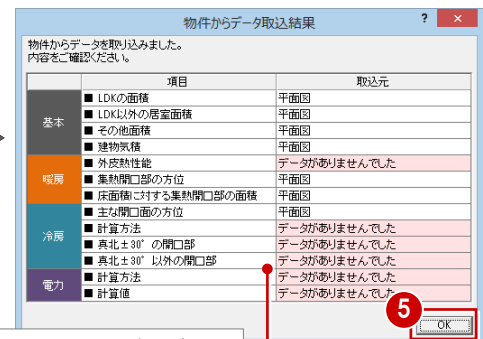 物件からデータ取込結果 ? ×
物件からデータを取り込みました。
内容をご確認ください。
項目 取込元
基本
■ LDKの面積 平面図
■ LDK以外の居室面積 平面図
■ その他面積 平面図
■ 建物気積 平面図
暖房
■ 外皮熱性能 データがありませんでした
■ 集熱開口部の方位 平面図
■ 床面積に対する集熱開口部の面積 平面図
冷房
■ 主な開口面の方位 平面図
■ 計算方法 データがありませんでした
■ 真北±30°の開口部 データがありませんでした
■ 真北±30°以外の開口部 データがありませんでした
電力
■ 計算方法 データがありませんでした
■ 計算値 データがありませんでした
5
OK